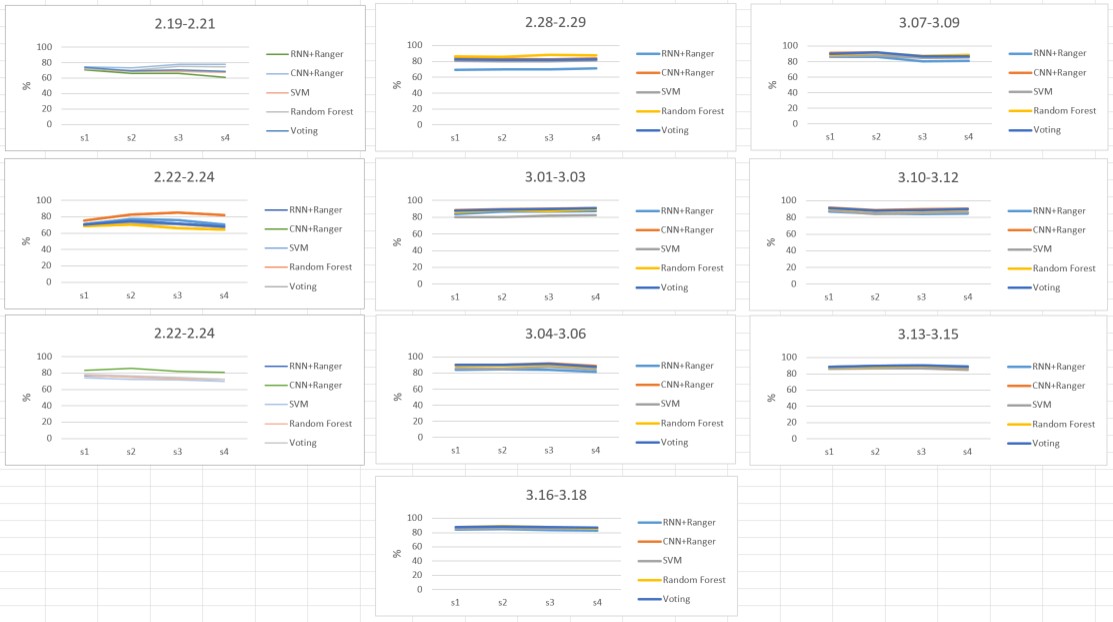 2.19-2.21
100
80
60
40
20
0
%
s1 s2 s3 s4
RNN+Ranger
CNN+Ranger
SVM
Random Forest
Voting
2.28-2.29
100
80
60
40
20
0
%
s1 s2 s3 s4
RNN+Ranger
CNN+Ranger
SVM
Random Forest
Voting
3.07-3.09
100
80
60
40
20
0
%
s1 s2 s3 s4
RNN+Ranger
CNN+Ranger
SVM
Random Forest
Voting
2.22-2.24
100
80
60
40
20
0
%
s1 s2 s3 s4
RNN+Ranger
CNN+Ranger
SVM
Random Forest
Voting
3.01-3.03
100
80
60
40
20
0
%
s1 s2 s3 s4
RNN+Ranger
CNN+Ranger
SVM
Random Forest
Voting
3.10-3.12
100
80
60
40
20
0
%
s1 s2 s3 s4
RNN+Ranger
CNN+Ranger
SVM
Random Forest
Voting
2.22-2.24
100
80
60
40
20
0
%
s1 s2 s3 s4
RNN+Ranger
CNN+Ranger
SVM
Random Forest
Voting
3.04-3.06
100
80
60
40
20
0
%
s1 s2 s3 s4
RNN+Ranger
CNN+Ranger
SVM
Random Forest
Voting
3.13-3.15
100
80
60
40
20
0
%
s1 s2 s3 s4
RNN+Ranger
CNN+Ranger
SVM
Random Forest
Voting
3.16-3.18
100
80
60
40
20
0
%
s1 s2 s3 s4
RNN+Ranger
CNN+Ranger
SVM
Random Forest
Voting